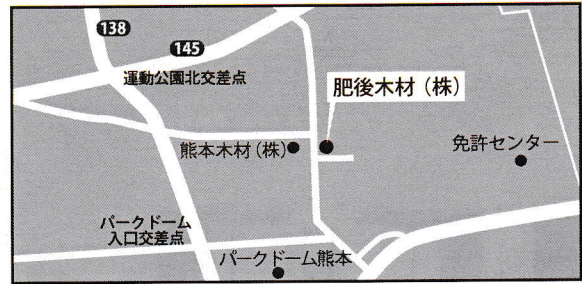 138
145
運動公園北交差点
肥後木材（株）
熊本木材（株）
免許センター
パークドーム
入口交差点
パークドーム熊本